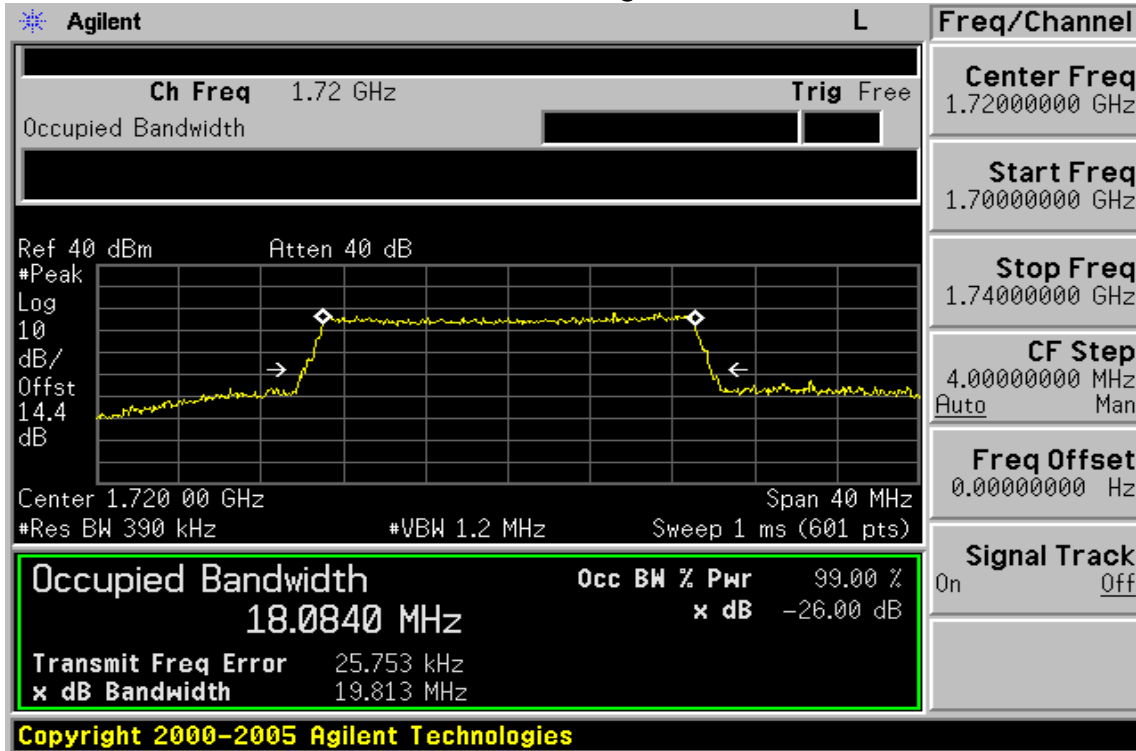 Agilent L Freq/Channel
Ch Freq 1.72 GHz Trig Free
Occupied Bandwidth
Center Freq
1.72000000 GHz
Start Freq
1.70000000 GHz
Stop Freq
1.74000000 GHz
CF Step
4.00000000 MHz
Auto Man
Freq Offset
0.00000000 Hz
Signal Track
On Off
Ref 40 dBm Atten 40 dB
#Peak
Log
10
dB/
Offst
14.4
dB
Center 1.720 00 GHz Span 40 MHz
#Res BW 390 kHz #VBW 1.2 MHz Sweep 1 ms (601 pts)
Occupied Bandwidth Occ BW % Pwr 99.00 %
18.0840 MHz x dB -26.00 dB
Transmit Freq Error 25.753 kHz
x dB Bandwidth 19.813 MHz
Copyright 2000-2005 Agilent Technologies